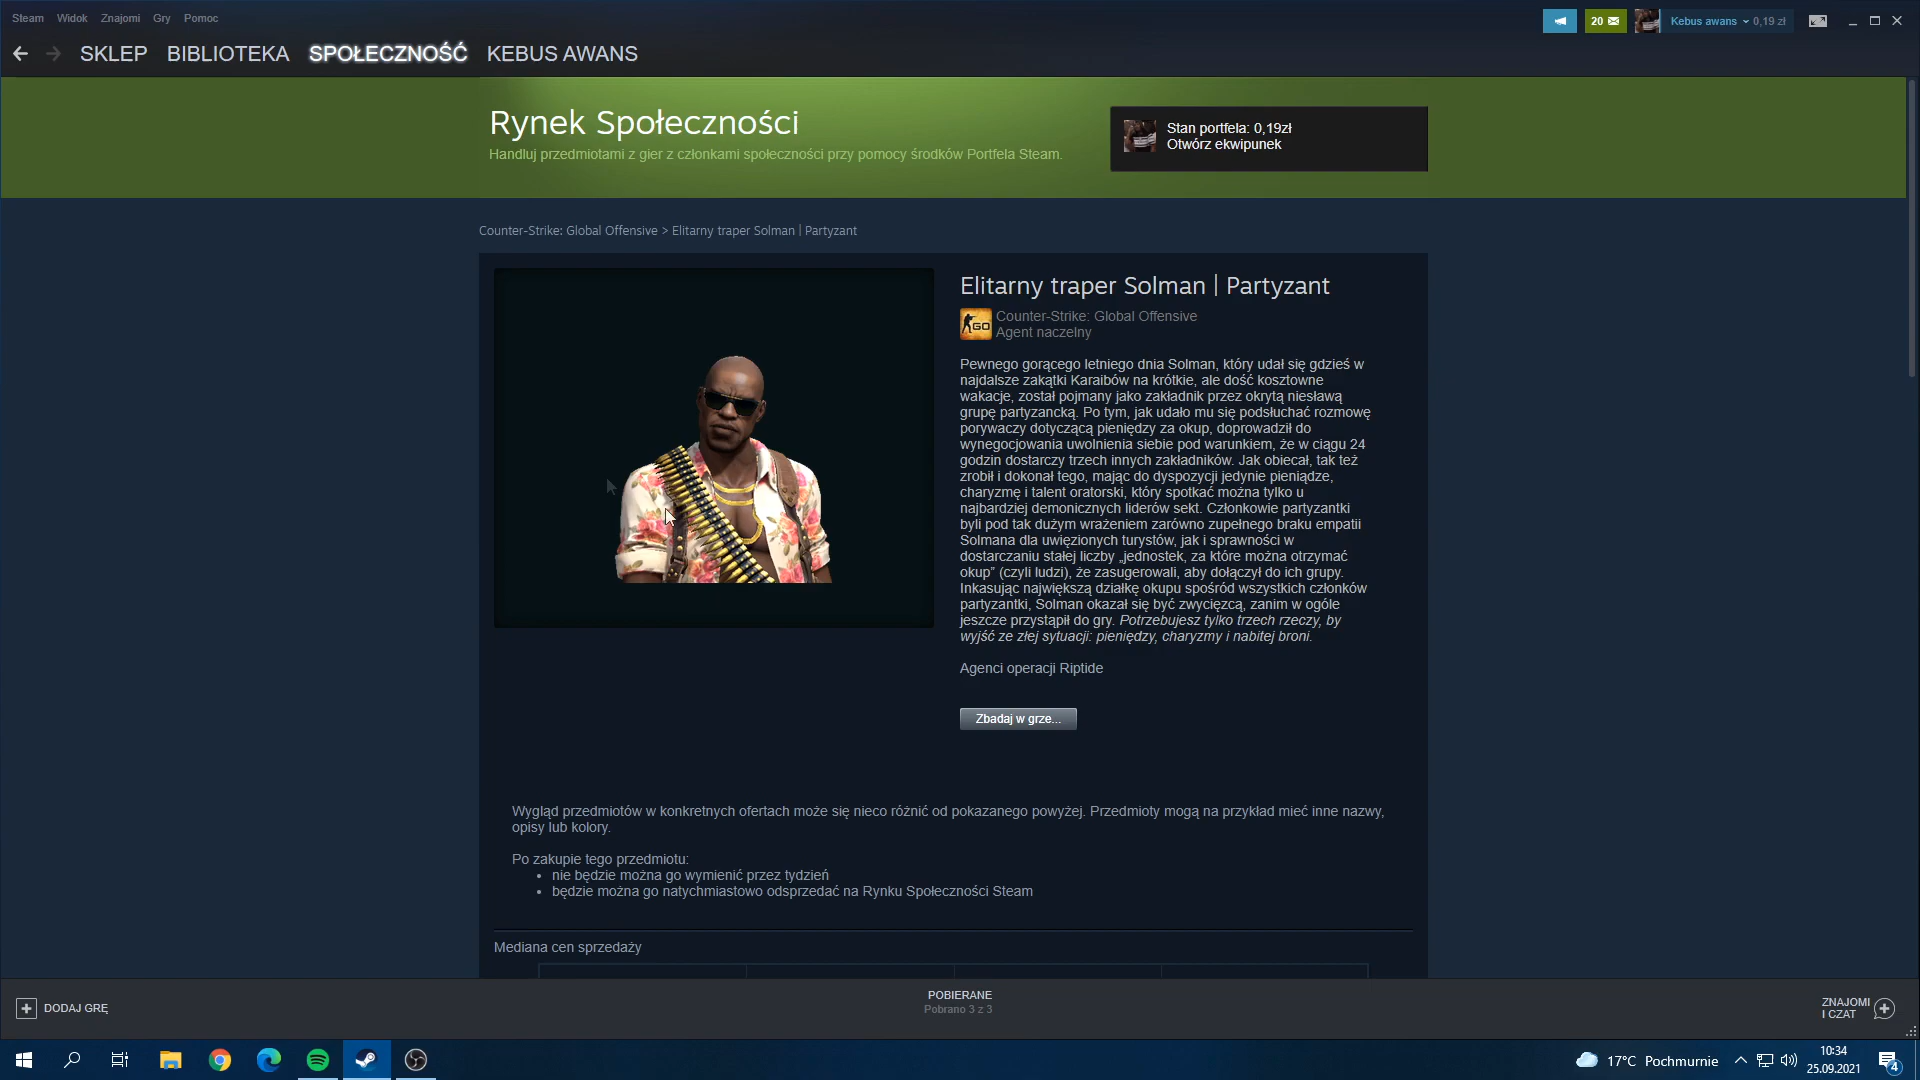 Steam Widok Znajomi Gry Pomoc
20 Kebus awans 0,19 zł
SKLEP BIBLIOTEKA SPOŁECZNOŚĆ KEBUS AWANS
Rynek Społeczności
Handluj przedmiotami z gier z członkami społeczności przy pomocy środków Portfela Steam.
Stan portfela: 0,19zł
Otwórz ekwipunek
Counter-Strike: Global Offensive > Elitarny traper Solman | Partyzant
Elitarny traper Solman | Partyzant
GO
Counter-Strike: Global Offensive
Agent naczelny
Pewnego gorącego letniego dnia Solman, który udał się gdzieś w
najdalsze zakątki Karaibów na krótkie, ale dość kosztowne
wakacje, został pojmany jako zakładnik przez okrytą niesławą
grupę partyzancką. Po tym, jak udało mu się podsłuchać rozmowę
porywaczy dotyczącą pieniędzy za okup, doprowadził do
wynegocjowania uwolnienia siebie pod warunkiem, że w ciągu 24
godzin dostarczy trzech innych zakładników. Jak obiecał, tak też
zrobił i dokonał tego, mając do dyspozycji jedynie pieniądze,
charyzmę i talent oratorski, który spotkać można tylko u
najbardziej demonicznych liderów sekt. Członkowie partyzantki
byli pod tak dużym wrażeniem zarówno zupełnego braku empatii
Solmana dla uwięzionych turystów, jak i sprawności w
dostarczaniu stałej liczby „jednostek, za które można otrzymać
okup” (czyli ludzi), że zasugerowali, aby dołączył do ich grupy.
Inkasując największą działkę okupu spośród wszystkich członków
partyzantki, Solman okazał się być zwycięzcą, zanim w ogóle
jeszcze przystąpił do gry. Potrzebujesz tylko trzech rzeczy, by
wyjść ze złej sytuacji: pieniędzy, charyzmy i nabitej broni.
Agenci operacji Riptide
Zbadaj w grze...
Wygląd przedmiotów w konkretnych ofertach może się nieco różnić od pokazanego powyżej. Przedmioty mogą na przykład mieć inne nazwy,
opisy lub kolory.
Po zakupie tego przedmiotu:
• nie będzie można go wymienić przez tydzień
• będzie można go natychmiastowo odsprzedać na Rynku Społeczności Steam
Mediana cen sprzedaży
DODAJ GRĘ
POBIERANE
Pobrano 3 z 3
ZNAJOMI
I CZAT
17°C Pochmurnie
10:34
25.09.2021
4